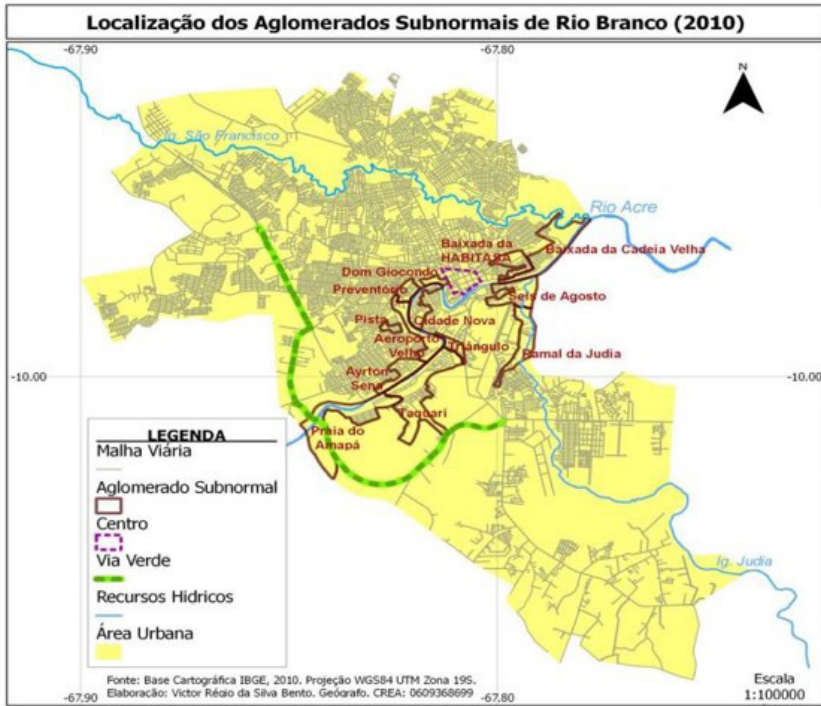 Localização dos Aglomerados Subnormais de Rio Branco (2010)
-67.90
-67.80
N
Ig. São Francisco
Rio Acre
Baixada da
HABITASA
Baixada da Cadeia Velha
Dom Giocondo
Preventório
Seis de Agosto
Pista
Cidade Nova
Aeroporto
Velho
Triângulo
Ramal da Judia
-10.00
-10.00
Ayrton
Sena
Taquari
Praia do
Amapá
LEGENDA
Malha Viária
Aglomerado Subnormal
Centro
Via Verde
Recursos Hidricos
Área Urbana
Ig. Judia
Fonte: Base Cartográfica IBGE, 2010. Projeção WGS84 UTM Zona 19S.
Elaboração: Victor Régio da Silva Bento. Geógrafo. CREA: 0609368699
Escala
1:100000
-67.90
-67.80